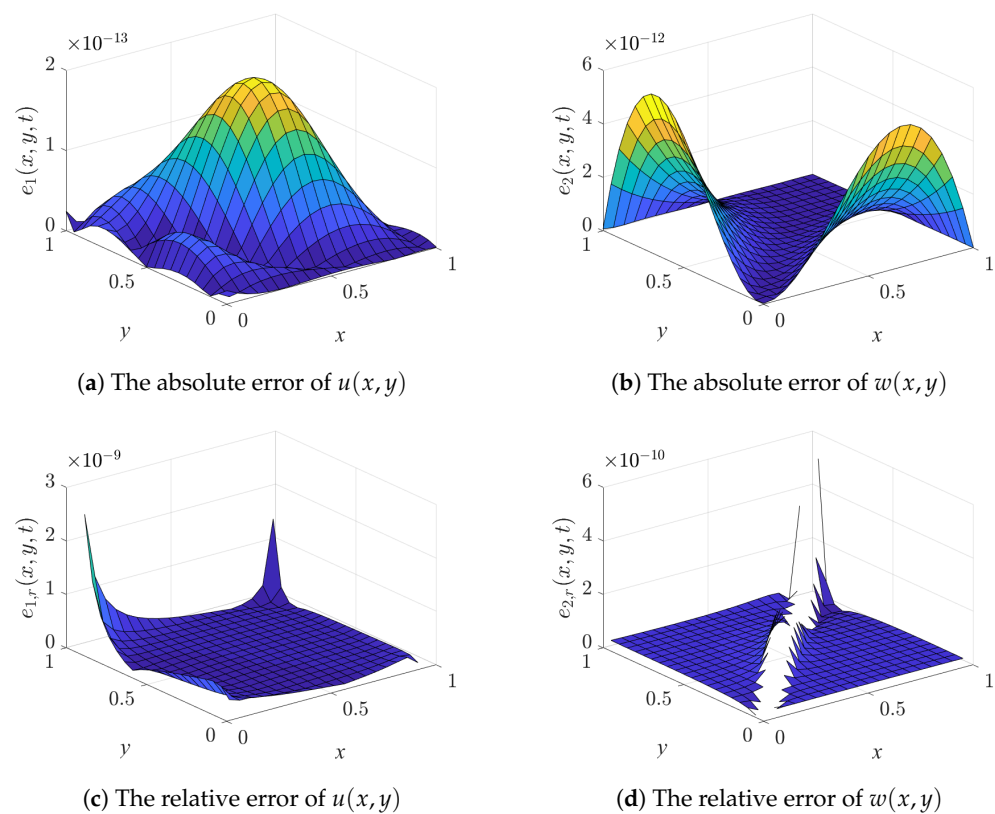 ×10⁻¹³
2
1
0
e₁(x, y, t)
1
0.5
0
y
0
0.5
1
x
(a) The absolute error of u(x, y)
×10⁻¹²
6
4
2
0
e₂(x, y, t)
1
0.5
0
y
0
0.5
1
x
(b) The absolute error of w(x, y)
×10⁻⁹
3
2
1
0
e₁,ᵣ(x, y, t)
1
0.5
0
y
0
0.5
1
x
(c) The relative error of u(x, y)
×10⁻¹⁰
6
4
2
0
e₂,ᵣ(x, y, t)
1
0.5
0
y
0
0.5
1
x
(d) The relative error of w(x, y)